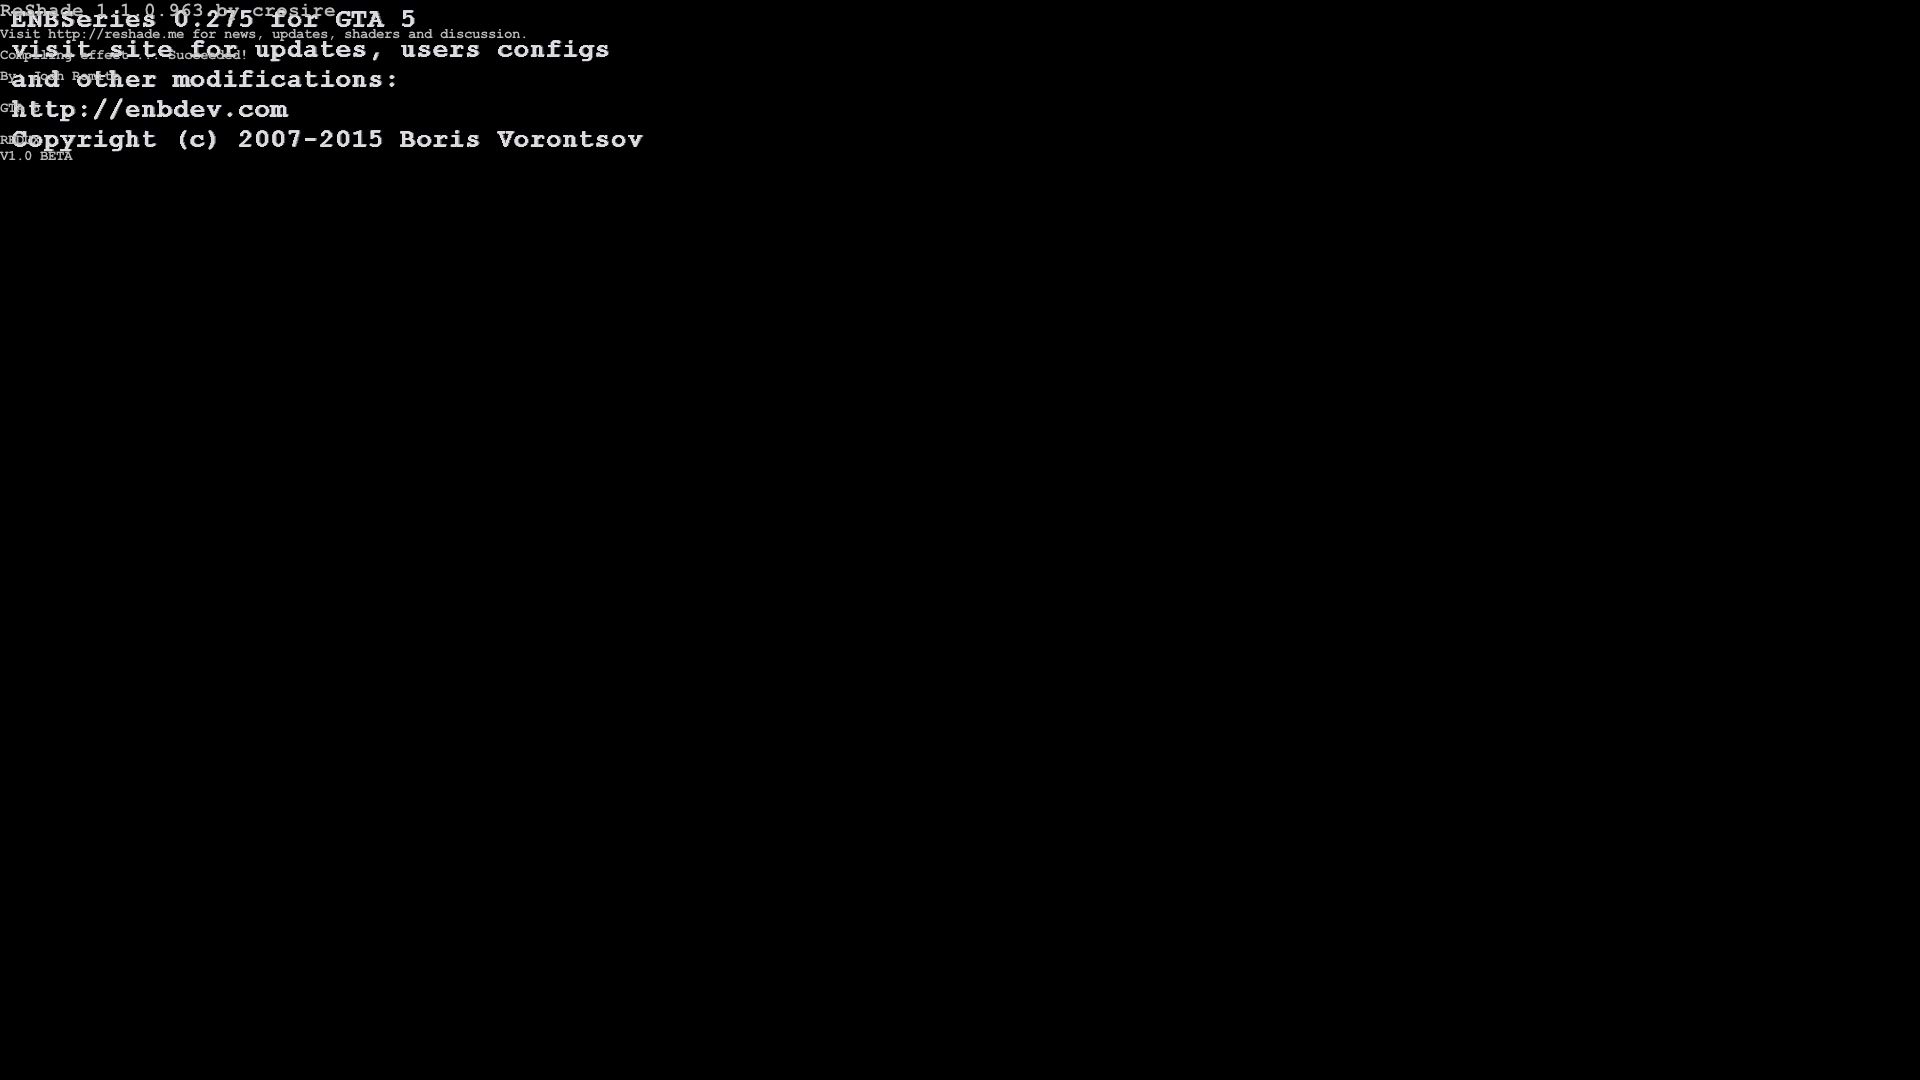 ReShade 1.1.0.963 by crosire
ENBSeries 0.275 for GTA 5
Visit http://reshade.me for news, updates, shaders and discussion.
visit site for updates, users configs
Compiling effect ... Succeeded!
By: Josh
and other modifications:
http://enbdev.com
Copyright (c) 2007-2015 Boris Vorontsov
V1.0 BETA